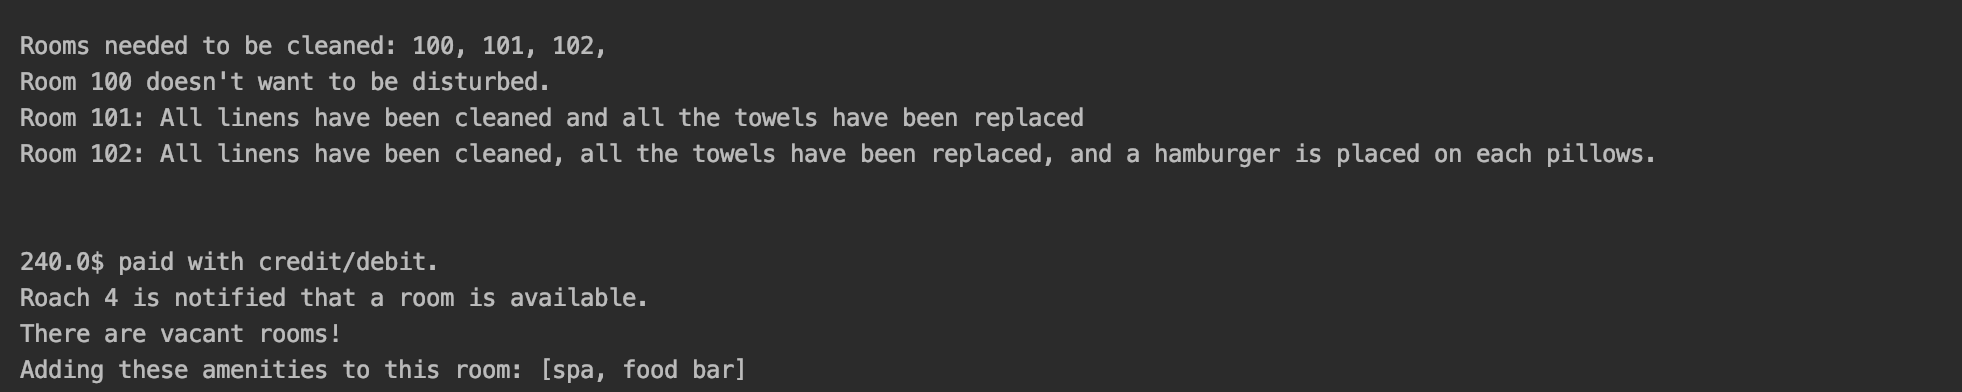 Rooms needed to be cleaned: 100, 101, 102,
Room 100 doesn't want to be disturbed.
Room 101: All linens have been cleaned and all the towels have been replaced
Room 102: All linens have been cleaned, all the towels have been replaced, and a hamburger is placed on each pillows.
240.0$ paid with credit/debit.
Roach 4 is notified that a room is available.
There are vacant rooms!
Adding these amenities to this room: [spa, food bar]